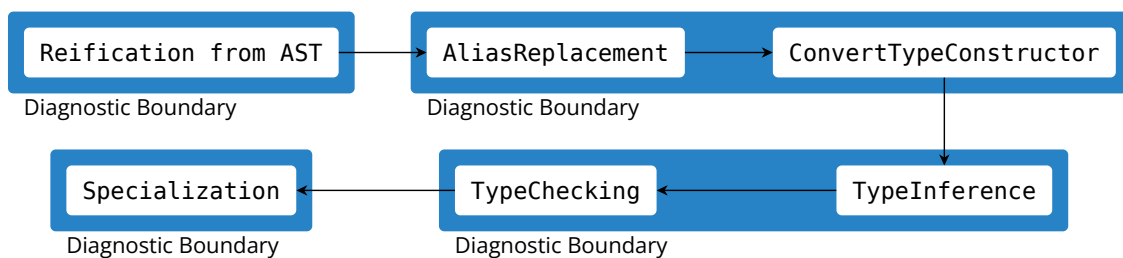 Reification from AST
AliasReplacement
ConvertTypeConstructor
Diagnostic Boundary
Diagnostic Boundary
Specialization
TypeChecking
TypeInference
Diagnostic Boundary
Diagnostic Boundary